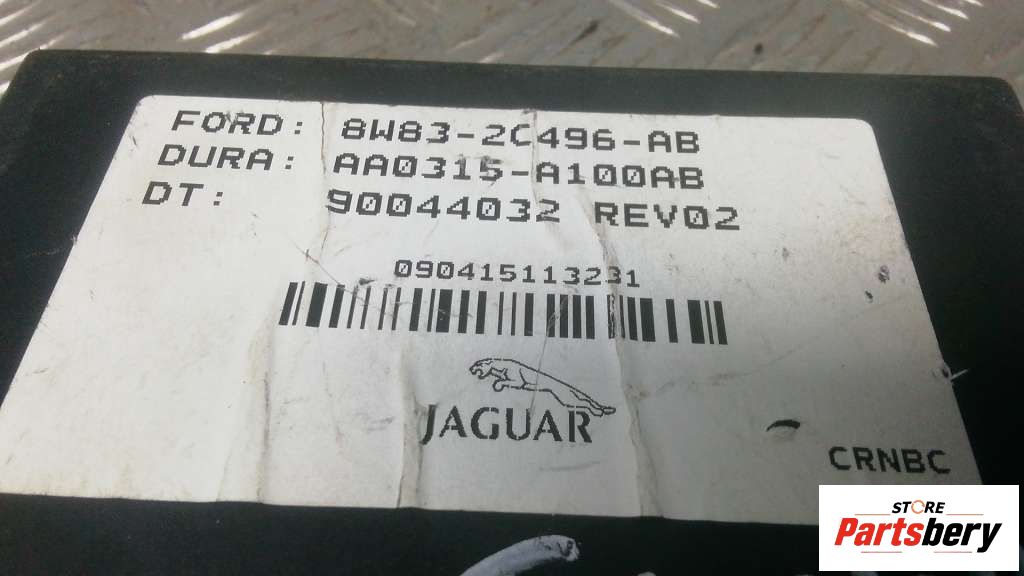 FORD: 8W83-2C496-AB
DURA: AA0315-A100AB
DT: 90044032 REV02
090415113231
JAGUAR
CRNBC
STORE
Partsbery